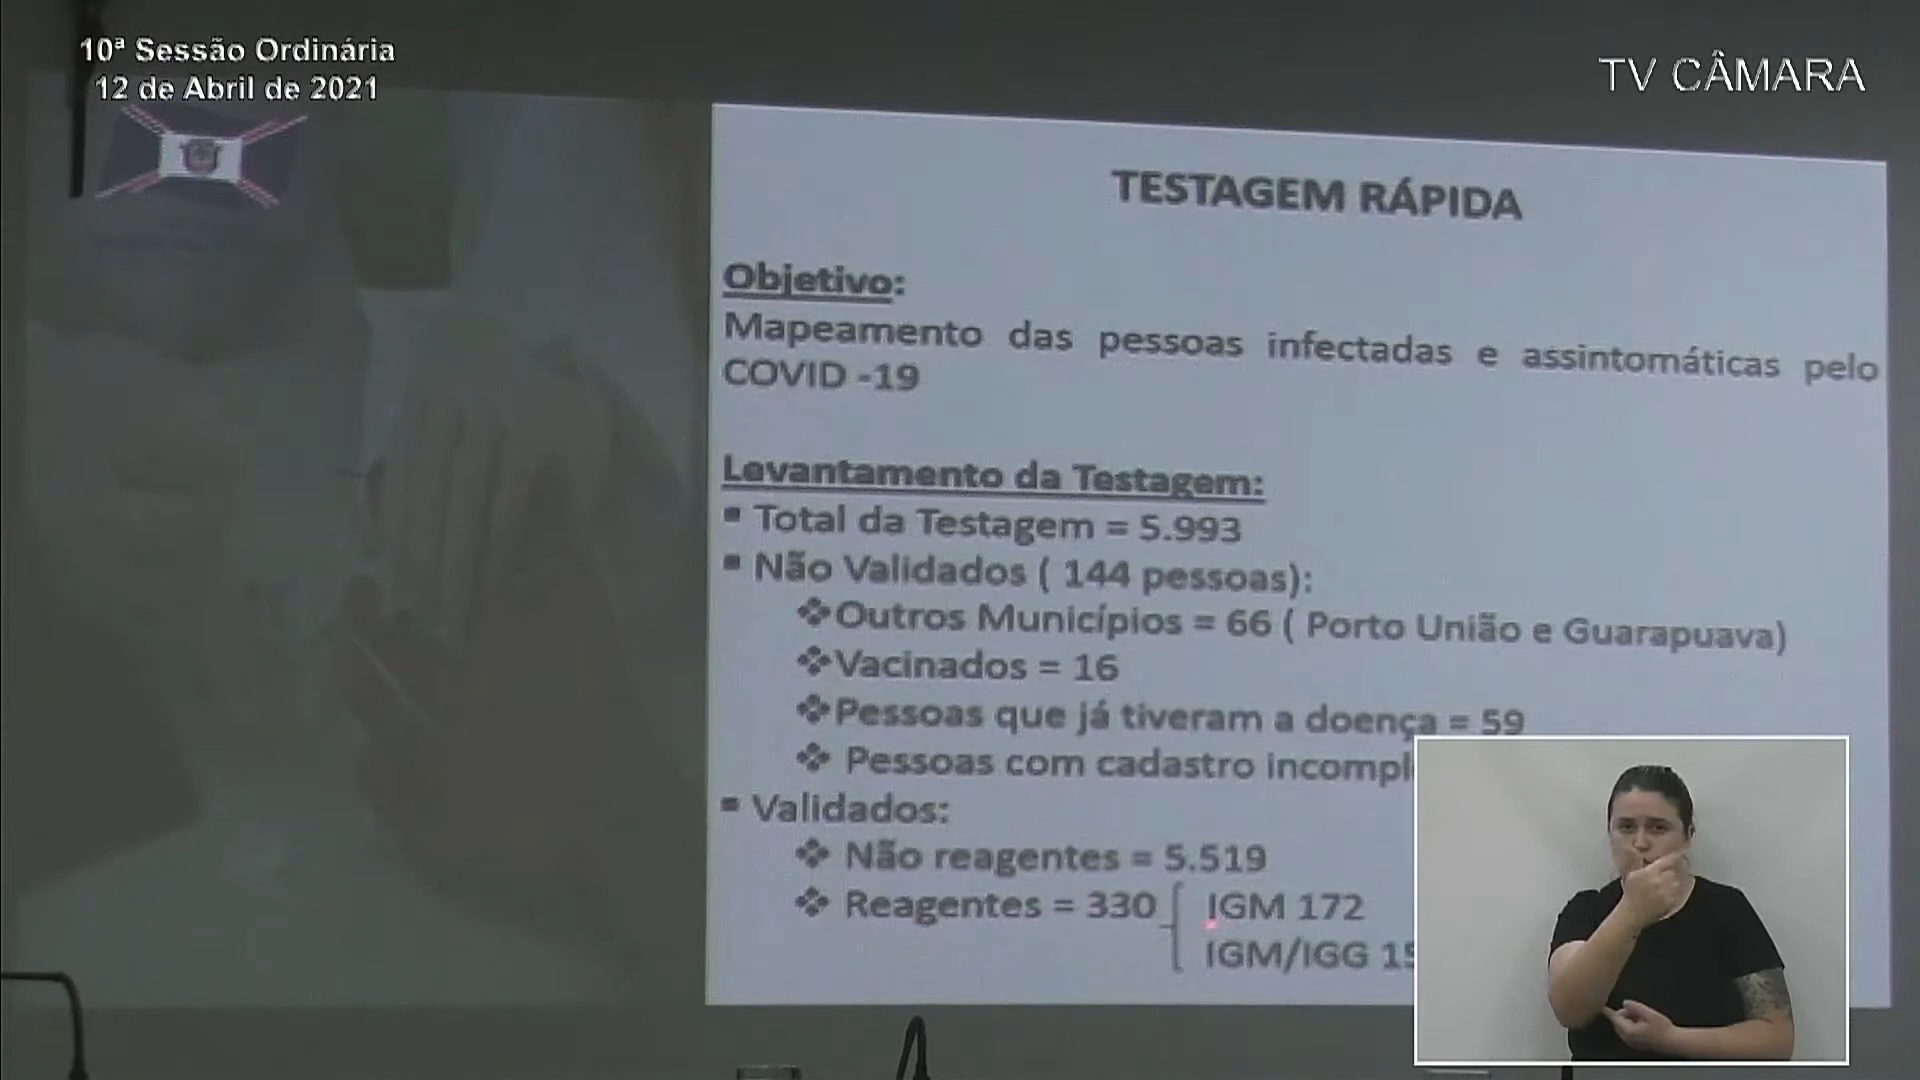 10ª Sessão Ordinária
12 de Abril de 2021
TV CÂMARA
TESTAGEM RÁPIDA
Objetivo:
Mapeamento das pessoas infectadas e assintomáticas pelo
COVID -19
Levantamento da Testagem:
▪ Total da Testagem = 5.993
▪ Não Validados ( 144 pessoas):
❖Outros Municípios = 66 ( Porto União e Guarapuava)
❖Vacinados = 16
❖Pessoas que já tiveram a doença = 59
❖ Pessoas com cadastro
▪ Validados:
❖ Não reagentes = 5.519
❖ Reagentes = 330
IGM 172
IGM/IGG